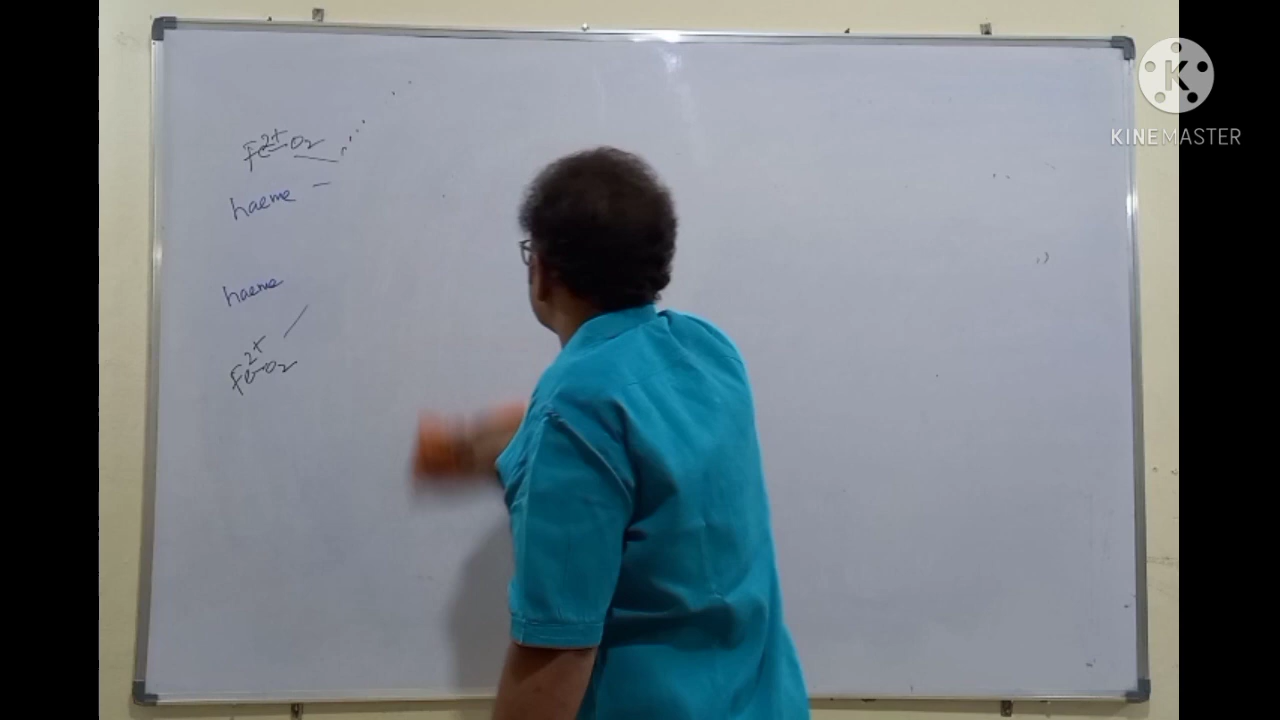 Fe²⁺-O₂
haeme -
haeme
Fe²⁺-O₂
KINEMASTER